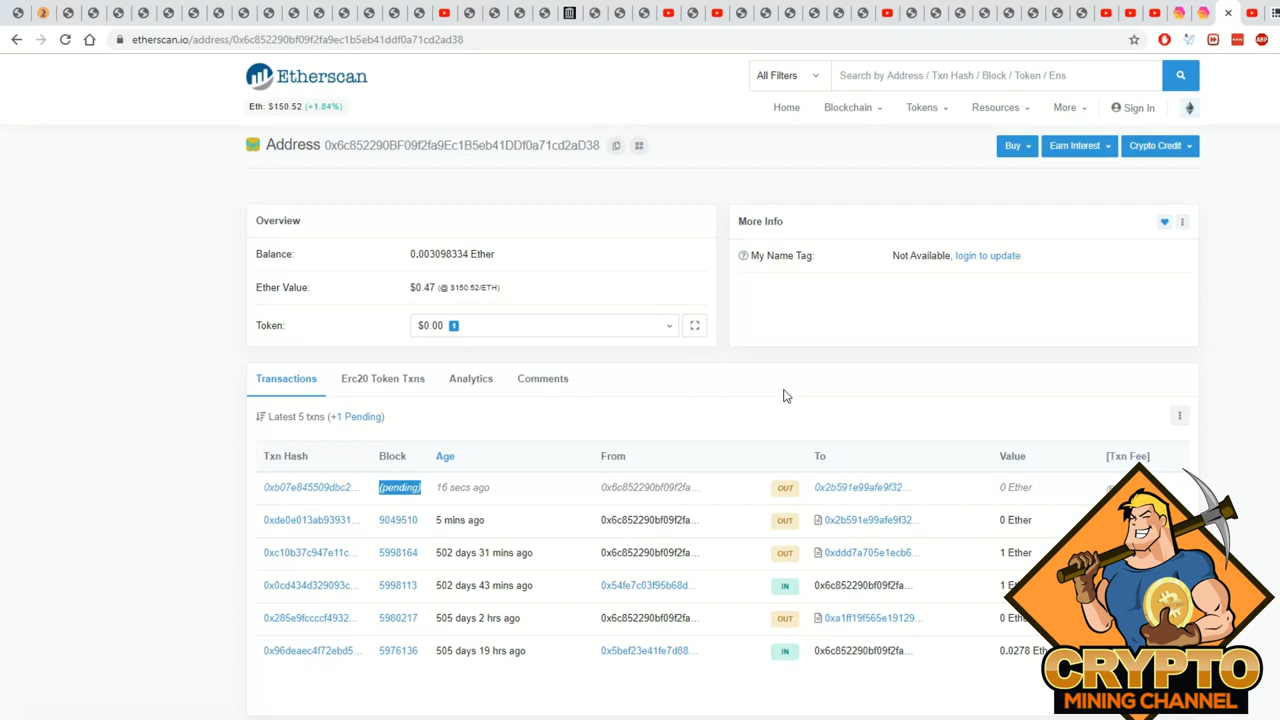 2
etherscan.io/address/0x6c852290bf09f2fa9ec1b5eb41ddf0a71cd2ad38
ABP
Etherscan
All Filters
Search by Address / Txn Hash / Block / Token / Ens
Eth: $150.52 (+1.84%)
Home Blockchain Tokens Resources More Sign In
Address 0x6c852290BF09f2fa9Ec1B5eb41DDf0a71cd2aD38
Buy Earn Interest Crypto Credit
Overview
Balance: 0.003098334 Ether
Ether Value: $0.47 (@ $150.52/ETH)
Token: $0.00 1
More Info
My Name Tag: Not Available, login to update
Transactions Erc20 Token Txns Analytics Comments
Latest 5 txns (+1 Pending)
Txn Hash Block Age From To Value [Txn Fee]
0xb07e845509dbc2... (pending) 16 secs ago 0x6c852290bf09f2fa... OUT 0x2b591e99afe9f32... 0 Ether
0xde0e013ab93931... 9049510 5 mins ago 0x6c852290bf09f2fa... OUT 0x2b591e99afe9f32... 0 Ether
0xc10b37c947e11c... 5998164 502 days 31 mins ago 0x6c852290bf09f2fa... OUT 0xddd7a705e1ecb6... 1 Ether
0x0cd434d329093c... 5998113 502 days 43 mins ago 0x54fe7c03f95b68d... IN 0x6c852290bf09f2fa... 1
0x285e9fccccf4932... 5980217 505 days 2 hrs ago 0x6c852290bf09f2fa... OUT 0xa1ff19f565e19129... 0
0x96deaec4f72ebd5... 5976136 505 days 19 hrs ago 0x5bef23e41fe7d88... IN 0x6c852290bf09f2fa... 0.0278
CRYPTO
MINING CHANNEL